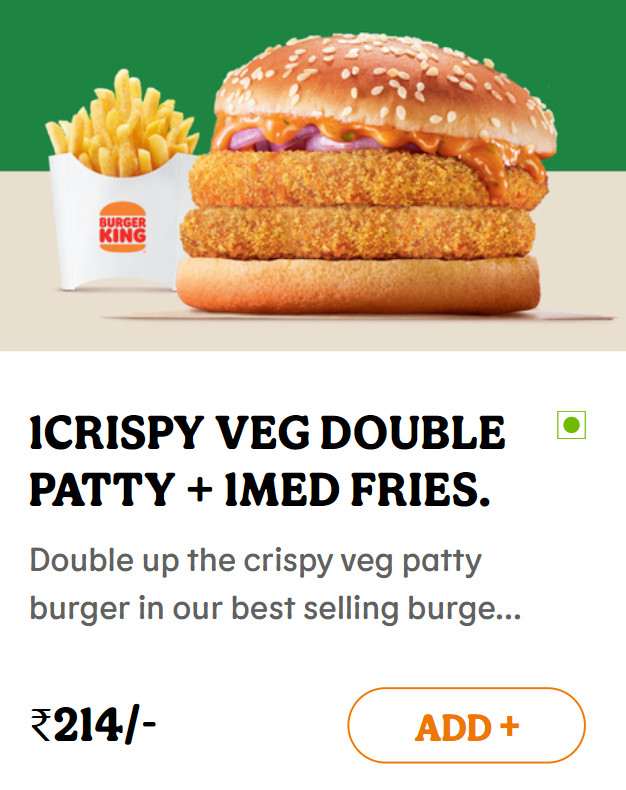 BURGER
KING
1CRISPY VEG DOUBLE
PATTY + 1MED FRIES.
Double up the crispy veg patty
burger in our best selling burge...
₹214/-
ADD +